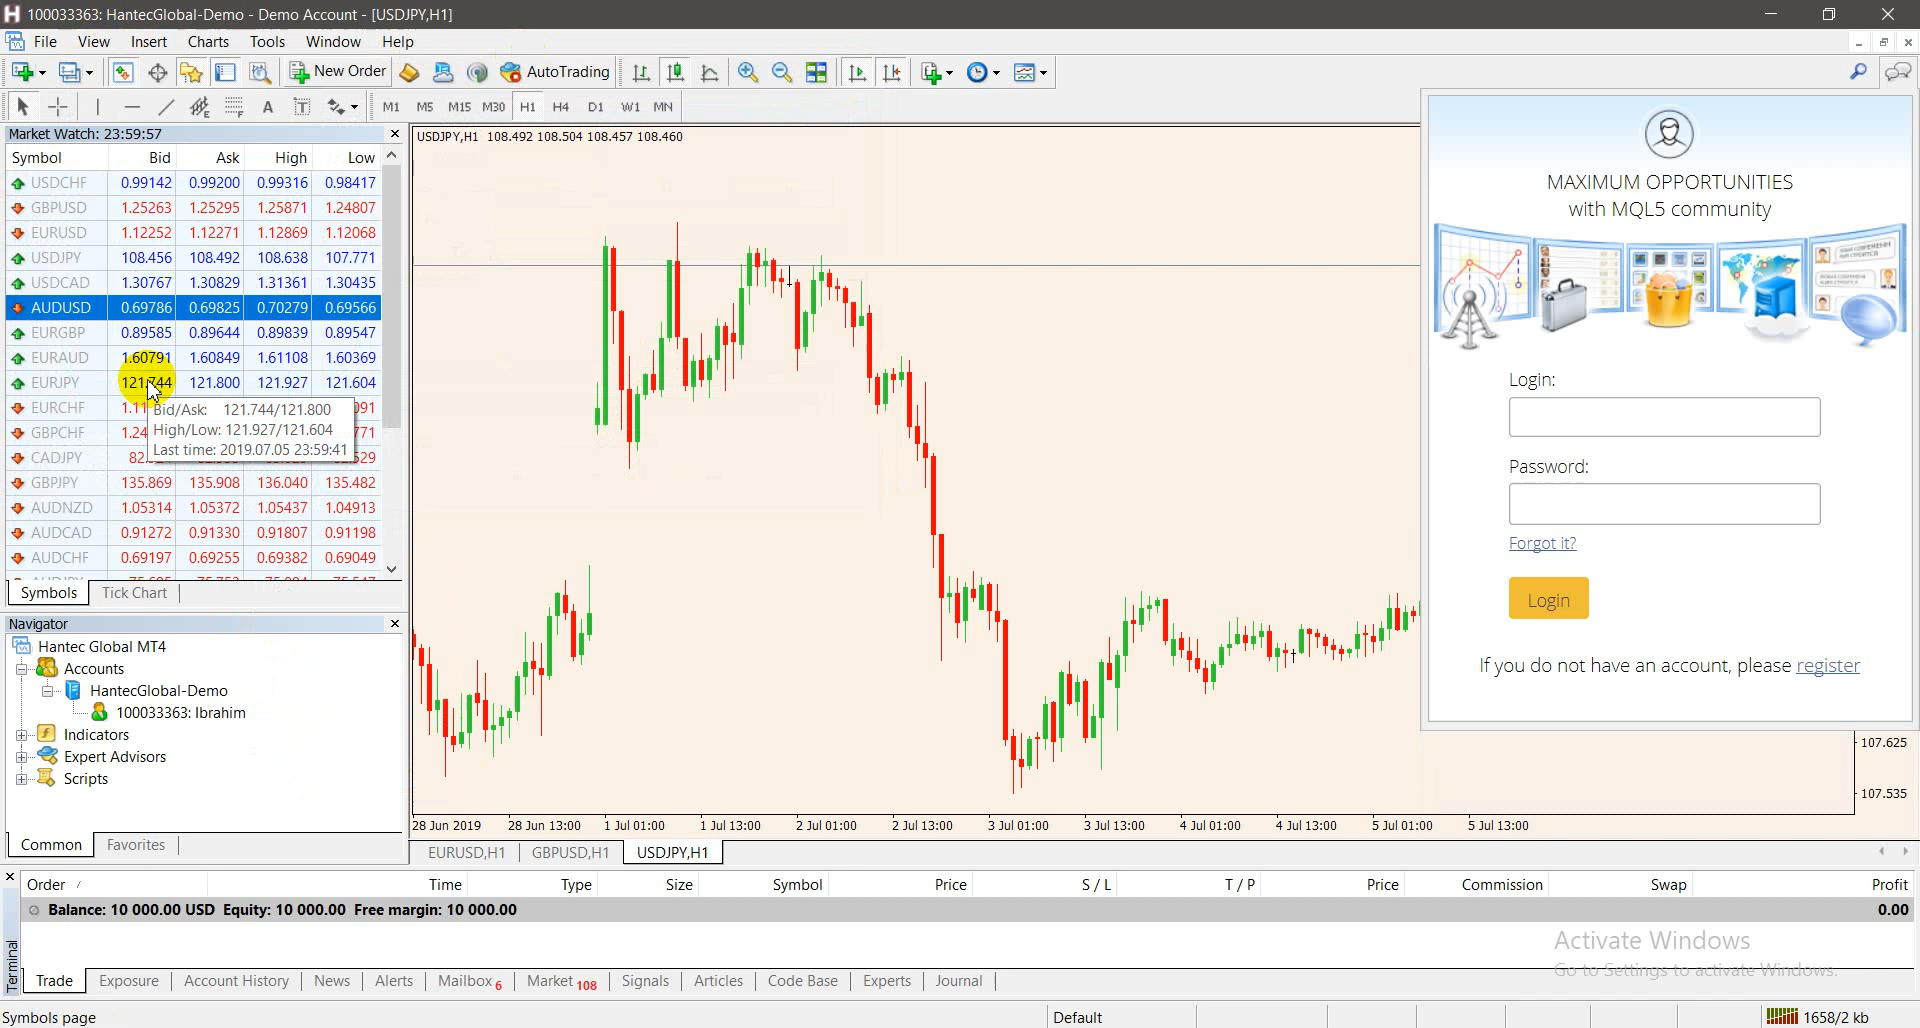 100033363: HantecGlobal-Demo - Demo Account - [USDJPY,H1]
File View Insert Charts Tools Window Help
New Order AutoTrading
A T M1 M5 M15 M30 H1 H4 D1 W1 MN
Market Watch: 23:59:57
Symbol Bid Ask High Low
USDCHF 0.99142 0.99200 0.99316 0.98417
GBPUSD 1.25263 1.25295 1.25871 1.24807
EURUSD 1.12252 1.12271 1.12869 1.12068
USDJPY 108.456 108.492 108.638 107.771
USDCAD 1.30767 1.30829 1.31361 1.30435
AUDUSD 0.69786 0.69825 0.70279 0.69566
EURGBP 0.89585 0.89644 0.89839 0.89547
EURAUD 1.60791 1.60849 1.61108 1.60369
EURJPY 121.744 121.800 121.927 121.604
EURCHF
GBPCHF
CADJPY
Bid/Ask: 121.744/121.800
High/Low: 121.927/121.604
Last time: 2019.07.05 23:59:41
GBPJPY 135.869 135.908 136.040 135.482
AUDNZD 1.05314 1.05372 1.05437 1.04913
AUDCAD 0.91272 0.91330 0.91807 0.91198
AUDCHF 0.69197 0.69255 0.69382 0.69049
Symbols Tick Chart
Navigator
Hantec Global MT4
Accounts
HantecGlobal-Demo
100033363: Ibrahim
Indicators
Expert Advisors
Scripts
Common Favorites
USDJPY,H1 108.492 108.504 108.457 108.460
107.625
107.535
28 Jun 2019 28 Jun 13:00 1 Jul 01:00 1 Jul 13:00 2 Jul 01:00 2 Jul 13:00 3 Jul 01:00 3 Jul 13:00 4 Jul 01:00 4 Jul 13:00 5 Jul 01:00 5 Jul 13:00
EURUSD,H1 GBPUSD,H1 USDJPY,H1
MAXIMUM OPPORTUNITIES
with MQL5 community
Login:
Password:
Forgot it?
Login
If you do not have an account, please register
Order / Time Type Size Symbol Price S / L T / P Price Commission Swap Profit
Balance: 10 000.00 USD Equity: 10 000.00 Free margin: 10 000.00 0.00
Activate Windows
Go to Settings to activate Windows.
Terminal
Trade Exposure Account History News Alerts Mailbox 6 Market 108 Signals Articles Code Base Experts Journal
Symbols page Default 1658/2 kb